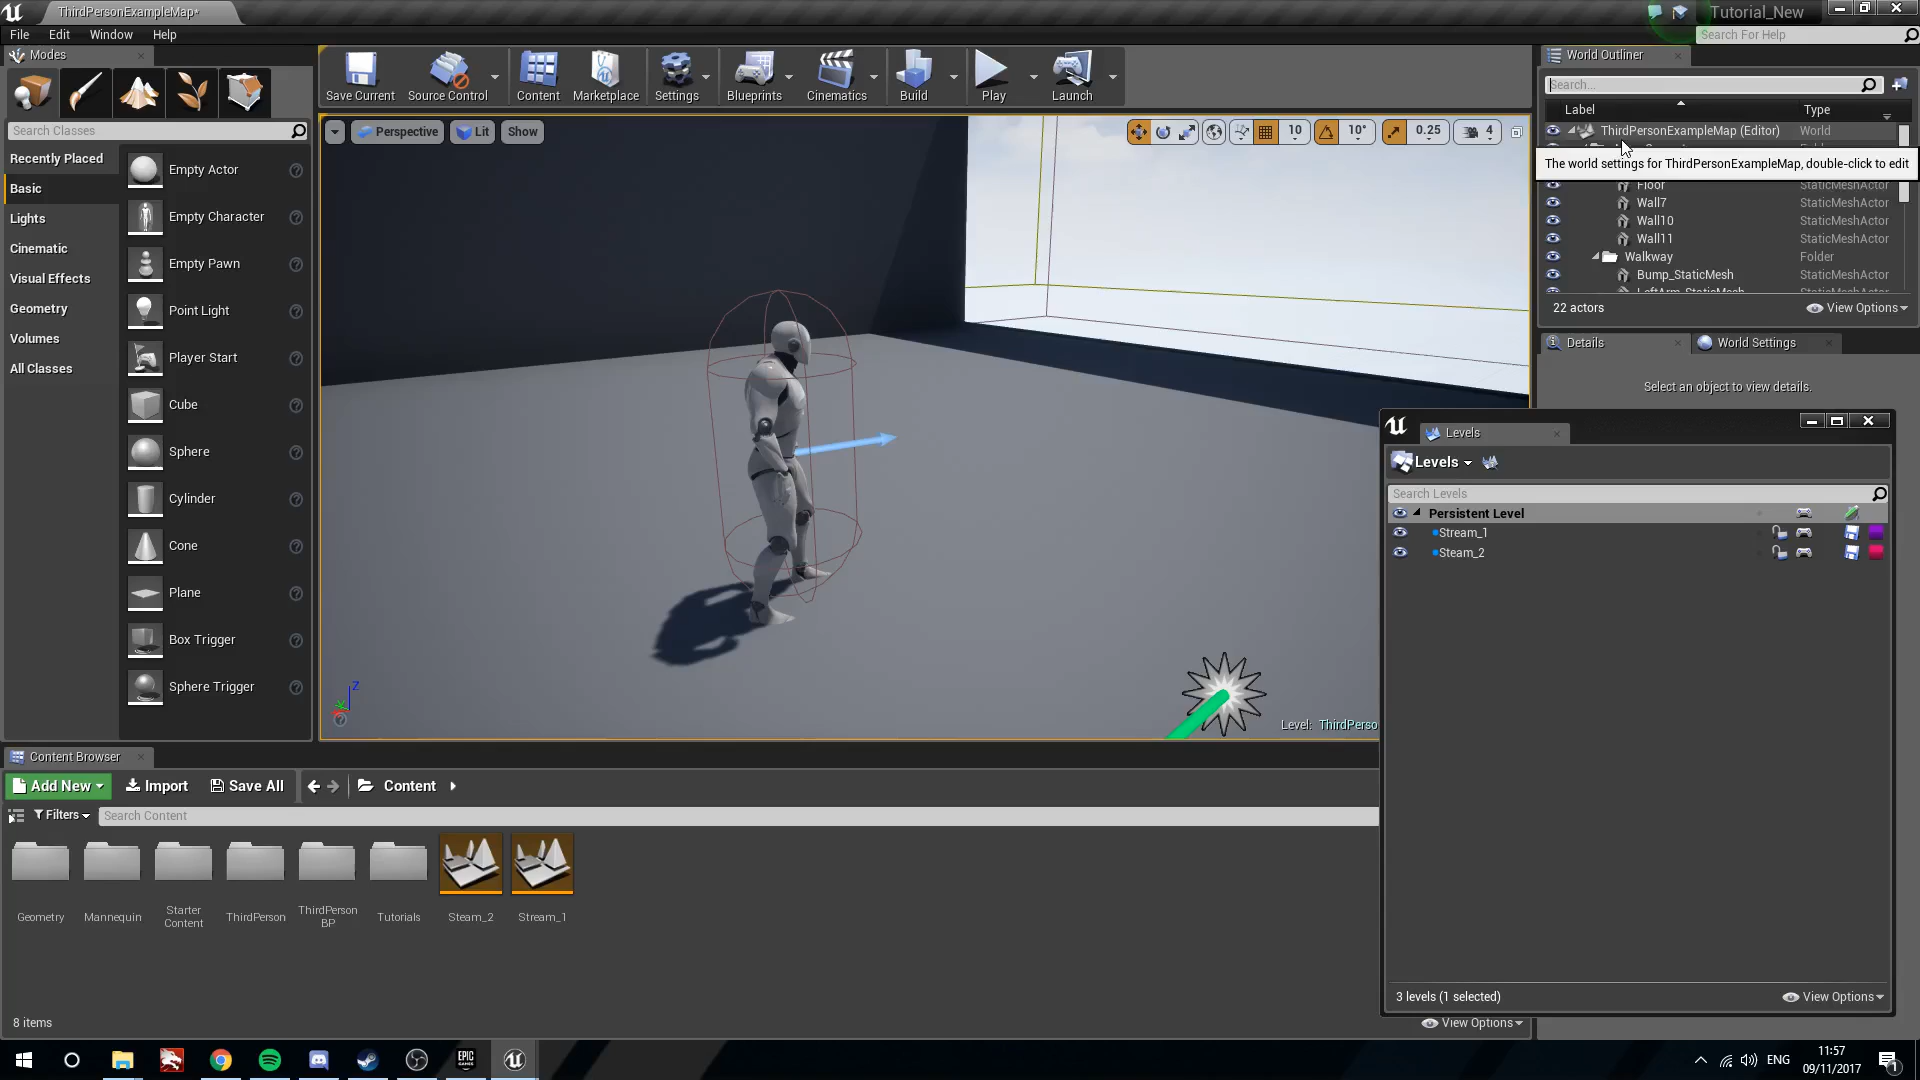 ThirdPersonExampleMap*
Tutorial_New
File Edit Window Help
Search For Help
Modes
Search Classes
Recently Placed
Basic
Lights
Cinematic
Visual Effects
Geometry
Volumes
All Classes
Empty Actor
Empty Character
Empty Pawn
Point Light
Player Start
Cube
Sphere
Cylinder
Cone
Plane
Box Trigger
Sphere Trigger
Save Current
Source Control
Content
Marketplace
Settings
Blueprints
Cinematics
Build
Play
Launch
Perspective
Lit
Show
10
10°
0.25
4
Z
Level: ThirdPerso
World Outliner
Search...
Label Type
ThirdPersonExampleMap (Editor) World
The world settings for ThirdPersonExampleMap, double-click to edit
Floor StaticMeshActor
Wall7 StaticMeshActor
Wall10 StaticMeshActor
Wall11 StaticMeshActor
Walkway Folder
Bump_StaticMesh StaticMeshActor
LeftArm_StaticMesh StaticMeshActor
22 actors
View Options
Details
World Settings
Select an object to view details.
Levels
Levels
Search Levels
Persistent Level
Stream_1
Steam_2
3 levels (1 selected)
View Options
Content Browser
Add New
Import
Save All
Content
Filters
Search Content
Geometry
Mannequin
Starter
Content
ThirdPerson
ThirdPerson
BP
Tutorials
Steam_2
Stream_1
8 items
View Options
EPIC
GAMES
ENG
11:57
09/11/2017
1